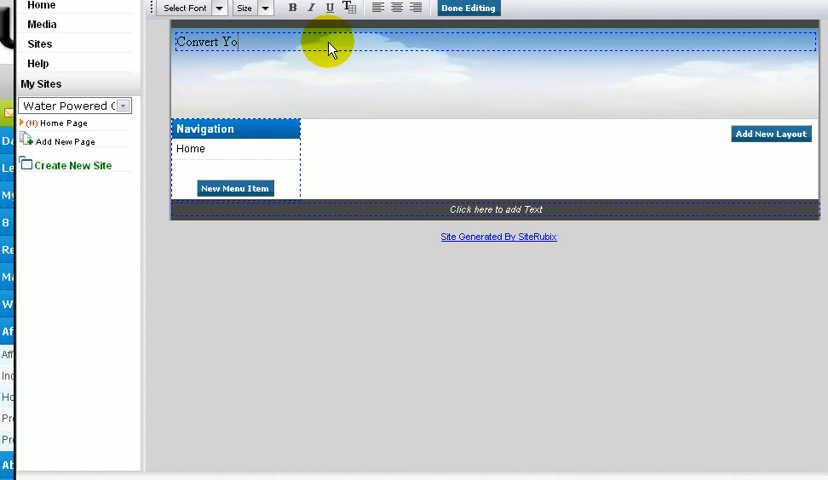 Home
Media
Sites
Help
My Sites
Water Powered
(H) Home Page
Add New Page
Create New Site
Select Font
Size
B I U T
Done Editing
Convert Yo
Navigation
Home
New Menu Item
Add New Layout
Click here to add Text
Site Generated By SiteRubix
8